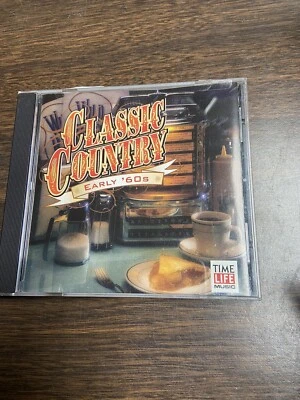 CLASSIC
COUNTRY
EARLY '60s
TIME
LIFE
MUSIC